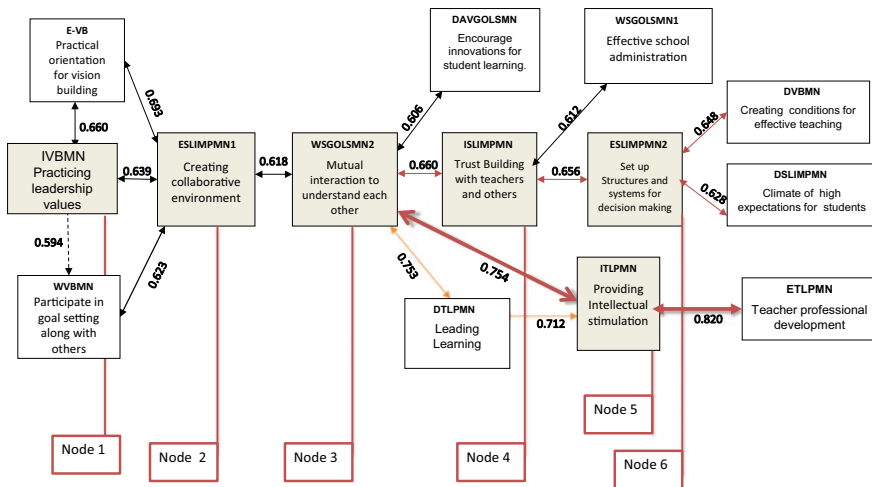 E-VB
Practical
orientation
for vision
building
DAVGOLSMN
Encourage
innovations for
student learning.
WSGOLSMN1
Effective school
administration
0.693
0.660
0.606
0.612
DVBMN
Creating conditions for
effective teaching
0.648
IVBMN
Practicing
leadership
values
0.639
ESLIMPMN1
Creating
collaborative
environment
0.618
WSGOLSMN2
Mutual
interaction to
understand each
other
0.660
ISLIMPMN
Trust Building
with teachers
and others
0.656
ESLIMPMN2
Set up
Structures and
systems for
decision making
0.628
DSLIMPMN
Climate of high
expectations for students
0.594
0.623
0.753
0.754
WVBMN
Participate in
goal setting
along with
others
DTLPMN
Leading
Learning
0.712
ITLPMN
Providing
Intellectual
stimulation
0.820
ETLPMN
Teacher professional
development
Node 1
Node 2
Node 3
Node 4
Node 5
Node 6